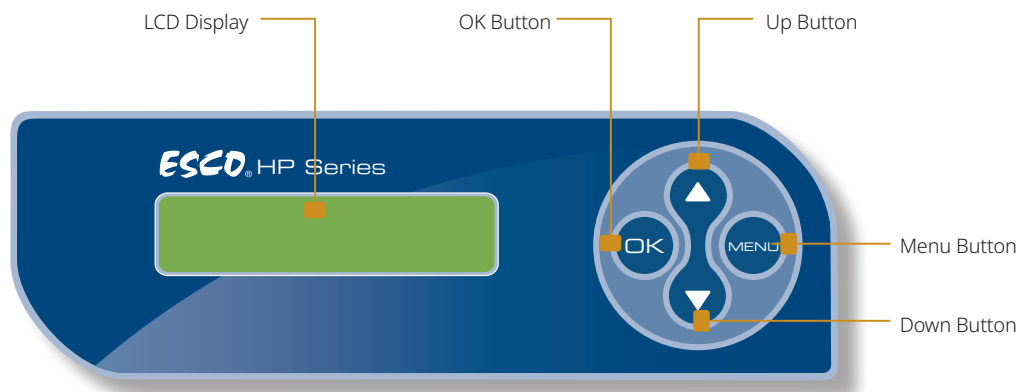 LCD Display
OK Button
Up Button
ESCO® HP Series
OK
MENU
Menu Button
Down Button